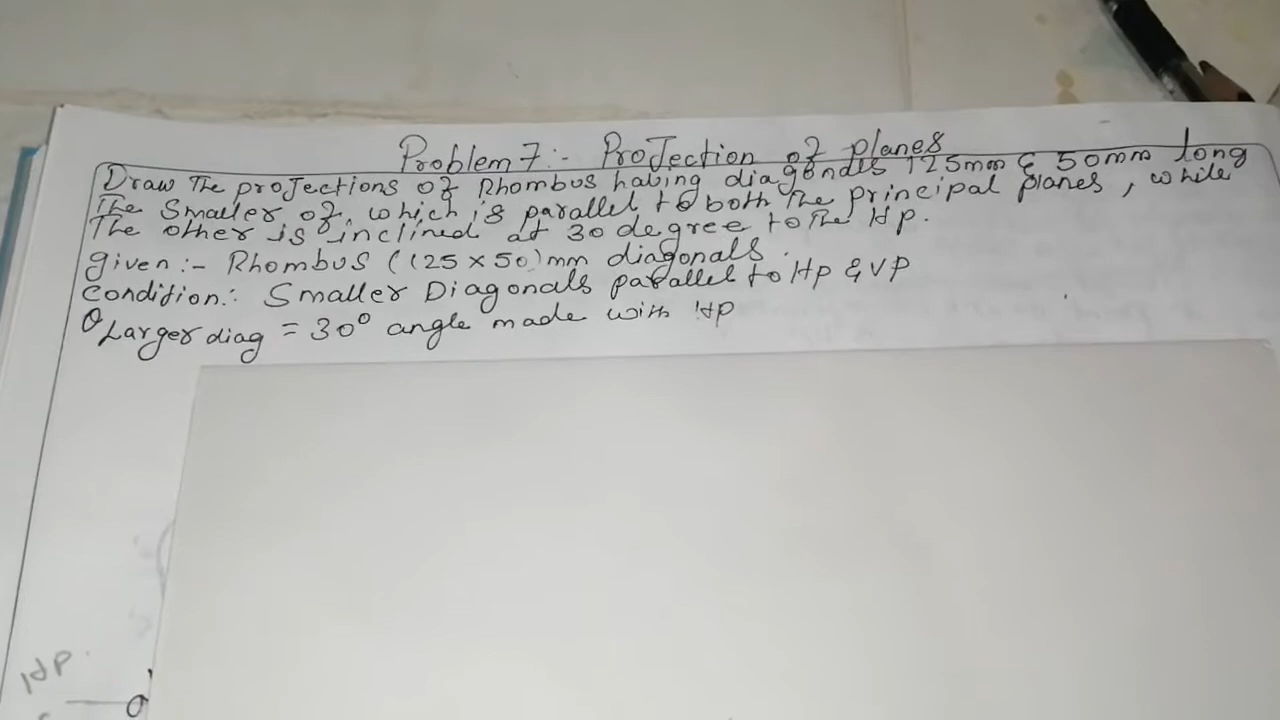 Problem 7:- Projection of planes
Draw The projections of Rhombus having diagonals 125mm & 50mm long
The Smaller of, which is parallel to both the principal planes, while
The other is inclined at 30 degree to The Hp.
given:- Rhombus (125 x 50)mm diagonals.
Condition:- Smaller Diagonals parallel to Hp & VP
θ Larger diag = 30° angle made with Hp
Hp
a'